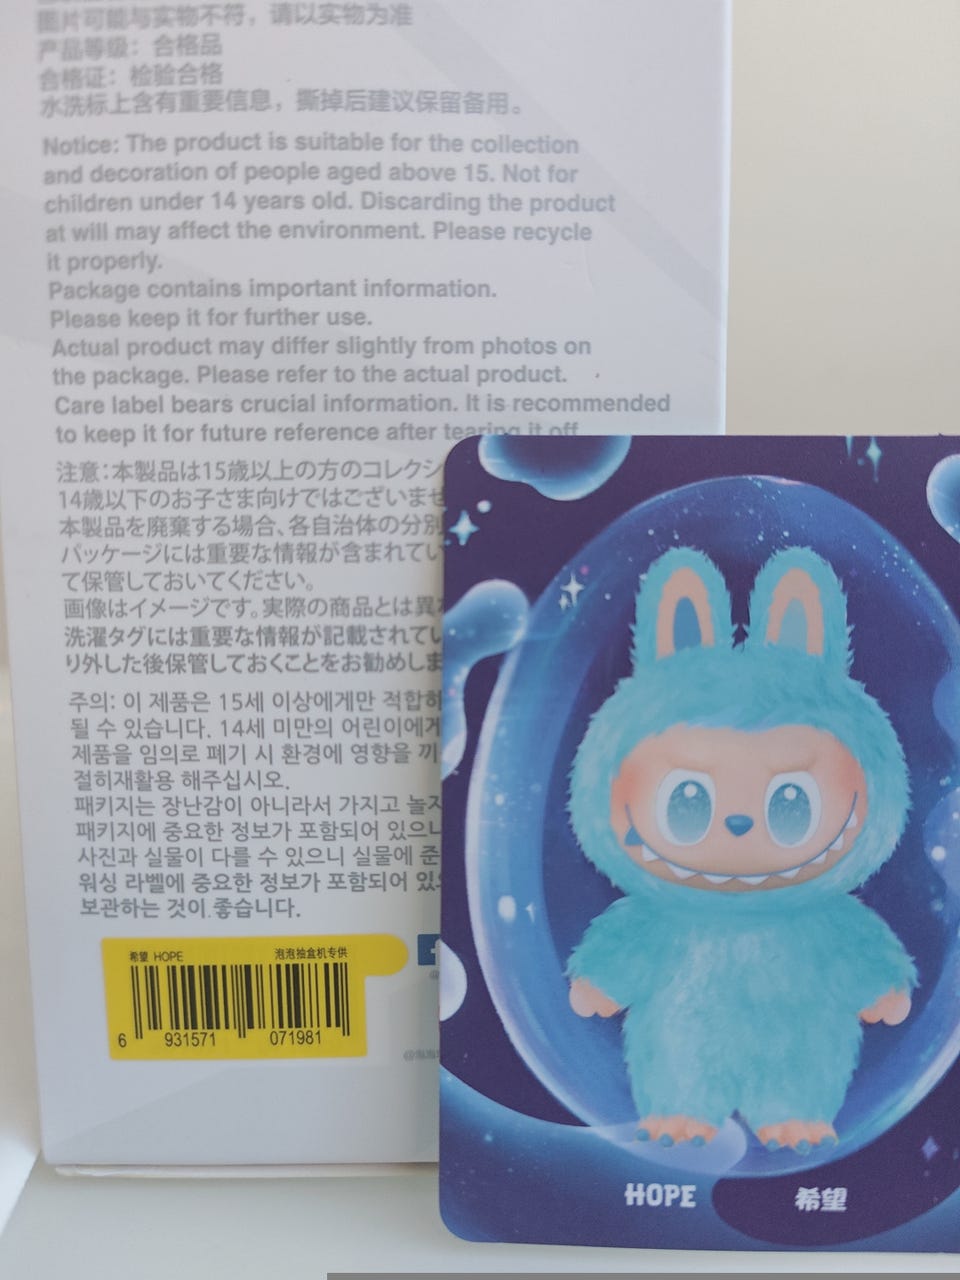 图片可能与实物不符，请以实物为准
产品等级：合格品
合格证：检验合格
水洗标上含有重要信息，撕掉后建议保留备用。
Notice: The product is suitable for the collection
and decoration of people aged above 15. Not for
children under 14 years old. Discarding the product
at will may affect the environment. Please recycle
it properly.
Package contains important information.
Please keep it for further use.
Actual product may differ slightly from photos on
the package. Please refer to the actual product.
Care label bears crucial information. It is recommended
to keep it for future reference after tearing it off
注意：本製品は15歳以上の方のコレクシ
14歳以下のお子さま向けではございませ
本製品を廃棄する場合、各自治体の分別
パッケージには重要な情報が含まれてい
て保管しておいてください。
画像はイメージです。実際の商品とは異な
洗濯タグには重要な情報が記載されてい
り外した後保管しておくことをお勧めしま
주의: 이 제품은 15세 이상에게만 적합하
될 수 있습니다. 14세 미만의 어린이에게
제품을 임의로 폐기 시 환경에 영향을 끼
절히재활용 해주십시오.
패키지는 장난감이 아니라서 가지고 놀지
패키지에 중요한 정보가 포함되어 있으니
사진과 실물이 다를 수 있으니 실물에 준
워싱 라벨에 중요한 정보가 포함되어 있
보관하는 것이 좋습니다.
希望 HOPE 泡泡抽盒机专供
6 931571 071981
HOPE 希望